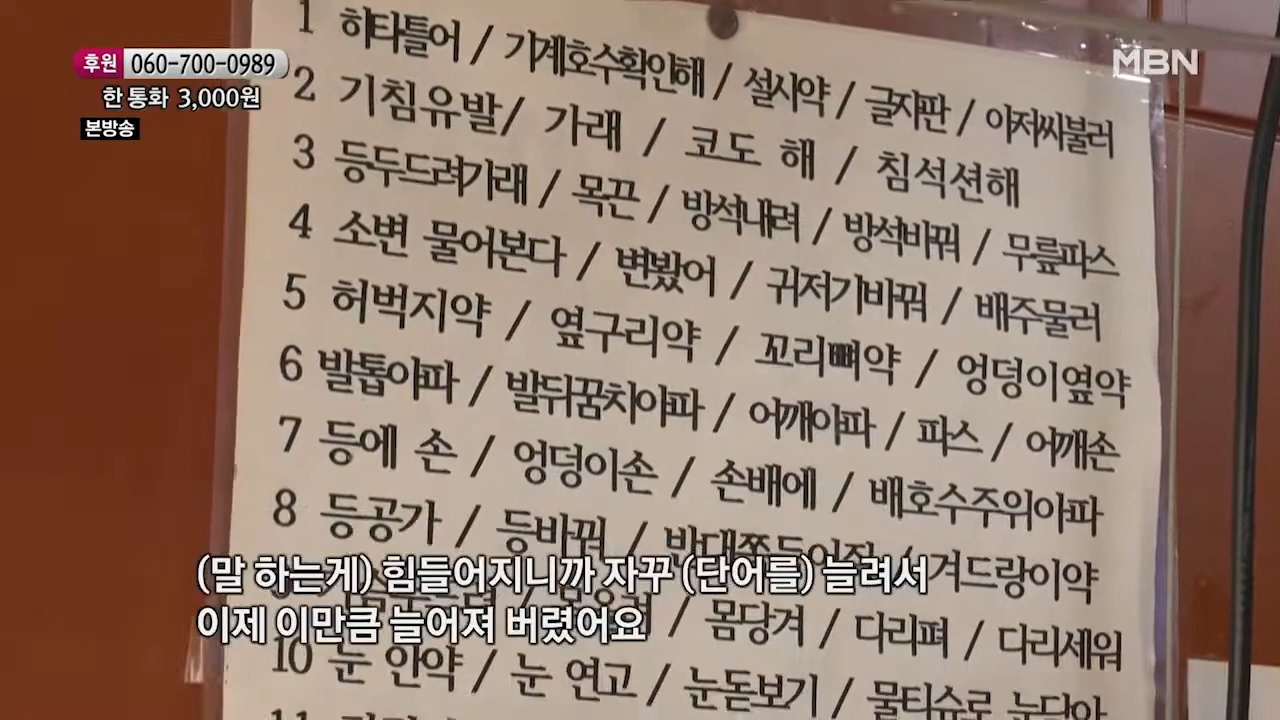 후원 060-700-0989
한 통화 3,000원
본방송
MBN
1 히타틀어 / 기계호수확인해 / 설사약 / 글자판 / 아저씨불러
2 기침유발/ 가래 / 코도 해 / 침석션해
3 등두드려가래 / 목끈 / 방석내려 / 방석바꿔 / 무릎파스
4 소변 물어본다 / 변봤어 / 귀저기바꿔 / 배주물러
5 허벅지약 / 옆구리약 / 꼬리뼈약 / 엉덩이옆약
6 발톱아파 / 발뒤꿈치아파 / 어깨아파 / 파스 / 어깨손
7 등에 손 / 엉덩이손 / 손배에 / 배호수주위아파
8 등공가 / 등바꿔 / 겨드랑이약
/ 몸당겨 / 다리펴 / 다리세워
10 눈 안약 / 눈 연고 / 눈돋보기 / 물티슈로
(말 하는게) 힘들어지니까 자꾸 (단어를) 늘려서
이제 이만큼 늘어져 버렸어요